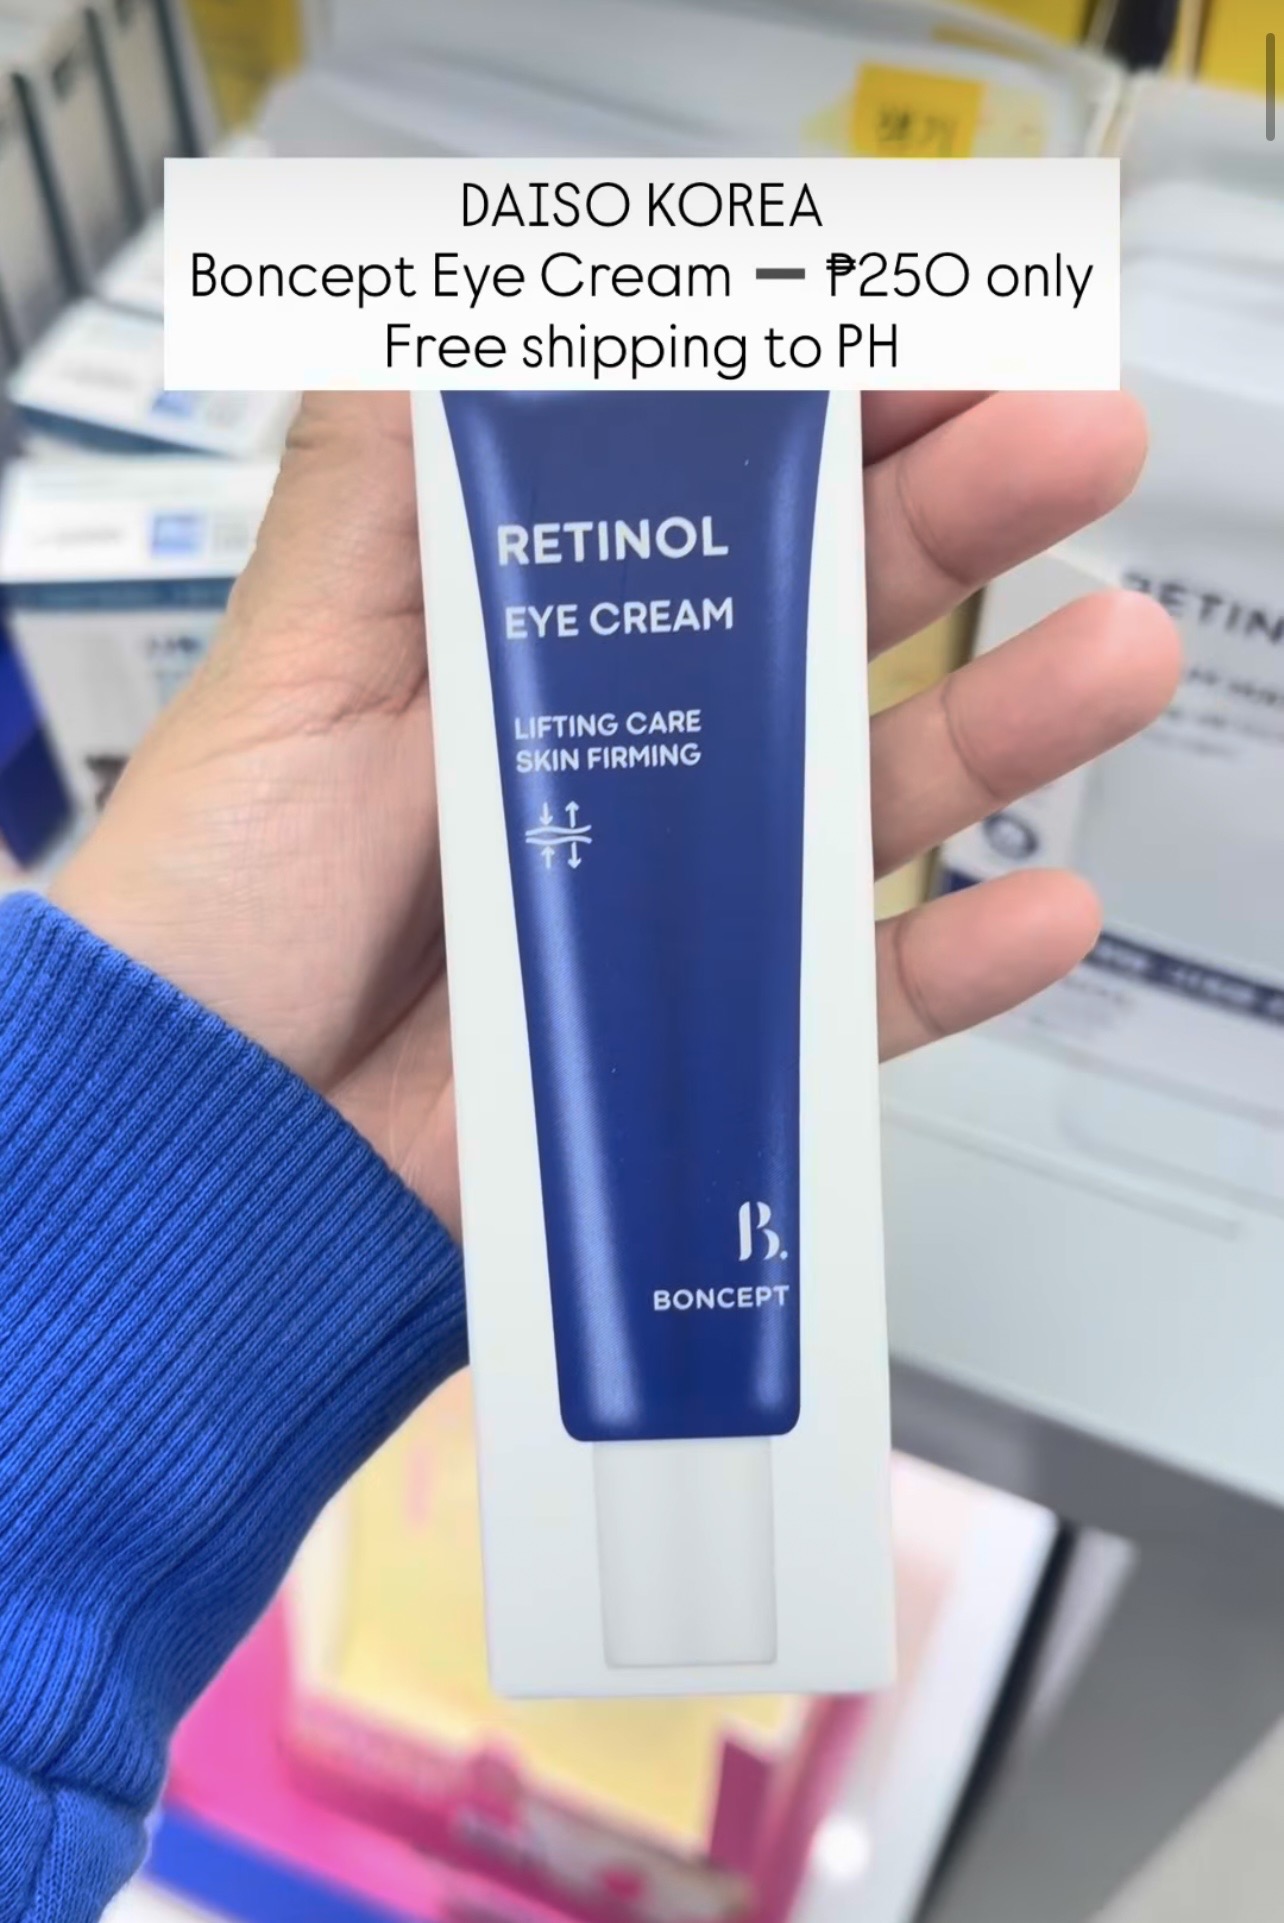 DAISO KOREA
Boncept Eye Cream — ₱250 only
Free shipping to PH
RETINOL
EYE CREAM
LIFTING CARE
SKIN FIRMING
B.
BONCEPT
RETIN